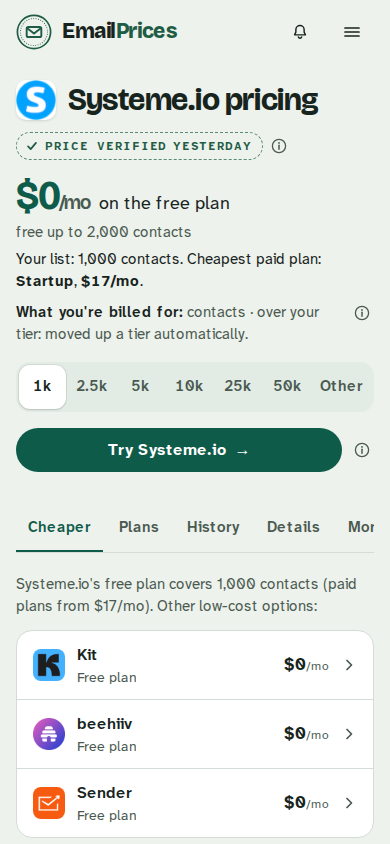 EmailPrices
Systeme.io pricing
PRICE VERIFIED YESTERDAY
$0/mo on the free plan
free up to 2,000 contacts
Your list: 1,000 contacts. Cheapest paid plan:
Startup, $17/mo.
What you're billed for: contacts · over your
tier: moved up a tier automatically.
1k 2.5k 5k 10k 25k 50k Other
Try Systeme.io →
Cheaper Plans History Details Mor
Systeme.io's free plan covers 1,000 contacts (paid
plans from $17/mo). Other low-cost options:
Kit
Free plan
$0/mo
beehiiv
Free plan
$0/mo
Sender
Free plan
$0/mo